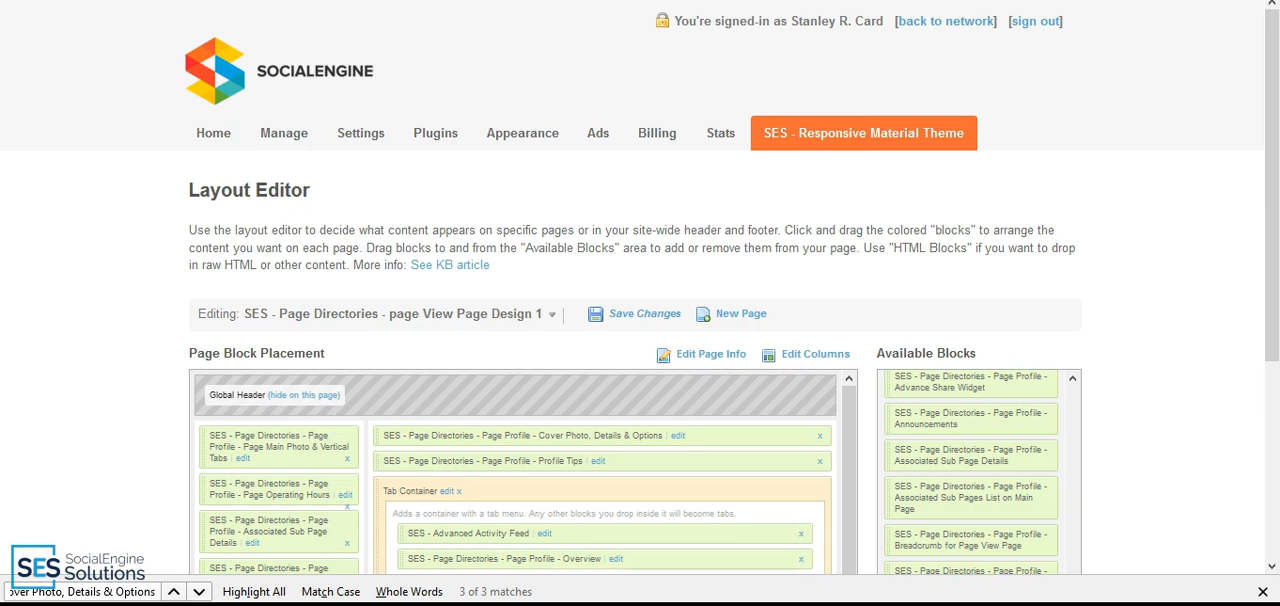 You're signed-in as Stanley R. Card [back to network] [sign out]
SOCIALENGINE
Home Manage Settings Plugins Appearance Ads Billing Stats SES - Responsive Material Theme
Layout Editor
Use the layout editor to decide what content appears on specific pages or in your site-wide header and footer. Click and drag the colored "blocks" to arrange the
content you want on each page. Drag blocks to and from the "Available Blocks" area to add or remove them from your page. Use "HTML Blocks" if you want to drop
in raw HTML or other content. More info: See KB article
Editing: SES - Page Directories - page View Page Design 1 Save Changes New Page
Page Block Placement Edit Page Info Edit Columns
Global Header (hide on this page)
SES - Page Directories - Page
Profile - Page Main Photo & Vertical
Tabs | edit x
SES - Page Directories - Page
Profile - Page Operating Hours | edit
x
SES - Page Directories - Page
Profile - Associated Sub Page
Details | edit x
SES - Page Directories - Page
SES - Page Directories - Page Profile - Cover Photo, Details & Options | edit x
SES - Page Directories - Page Profile - Profile Tips | edit x
Tab Container edit x
Adds a container with a tab menu. Any other blocks you drop inside it will become tabs.
SES - Advanced Activity Feed | edit x
SES - Page Directories - Page Profile - Overview | edit x
Available Blocks
SES - Page Directories - Page Profile -
Advance Share Widget
SES - Page Directories - Page Profile -
Announcements
SES - Page Directories - Page Profile -
Associated Sub Page Details
SES - Page Directories - Page Profile -
Associated Sub Pages List on Main
Page
SES - Page Directories - Page Profile -
Breadcrumb for Page View Page
SES - Page Directories - Page Profile -
SES SocialEngine
Solutions
over Photo, Details & Options Highlight All Match Case Whole Words 3 of 3 matches